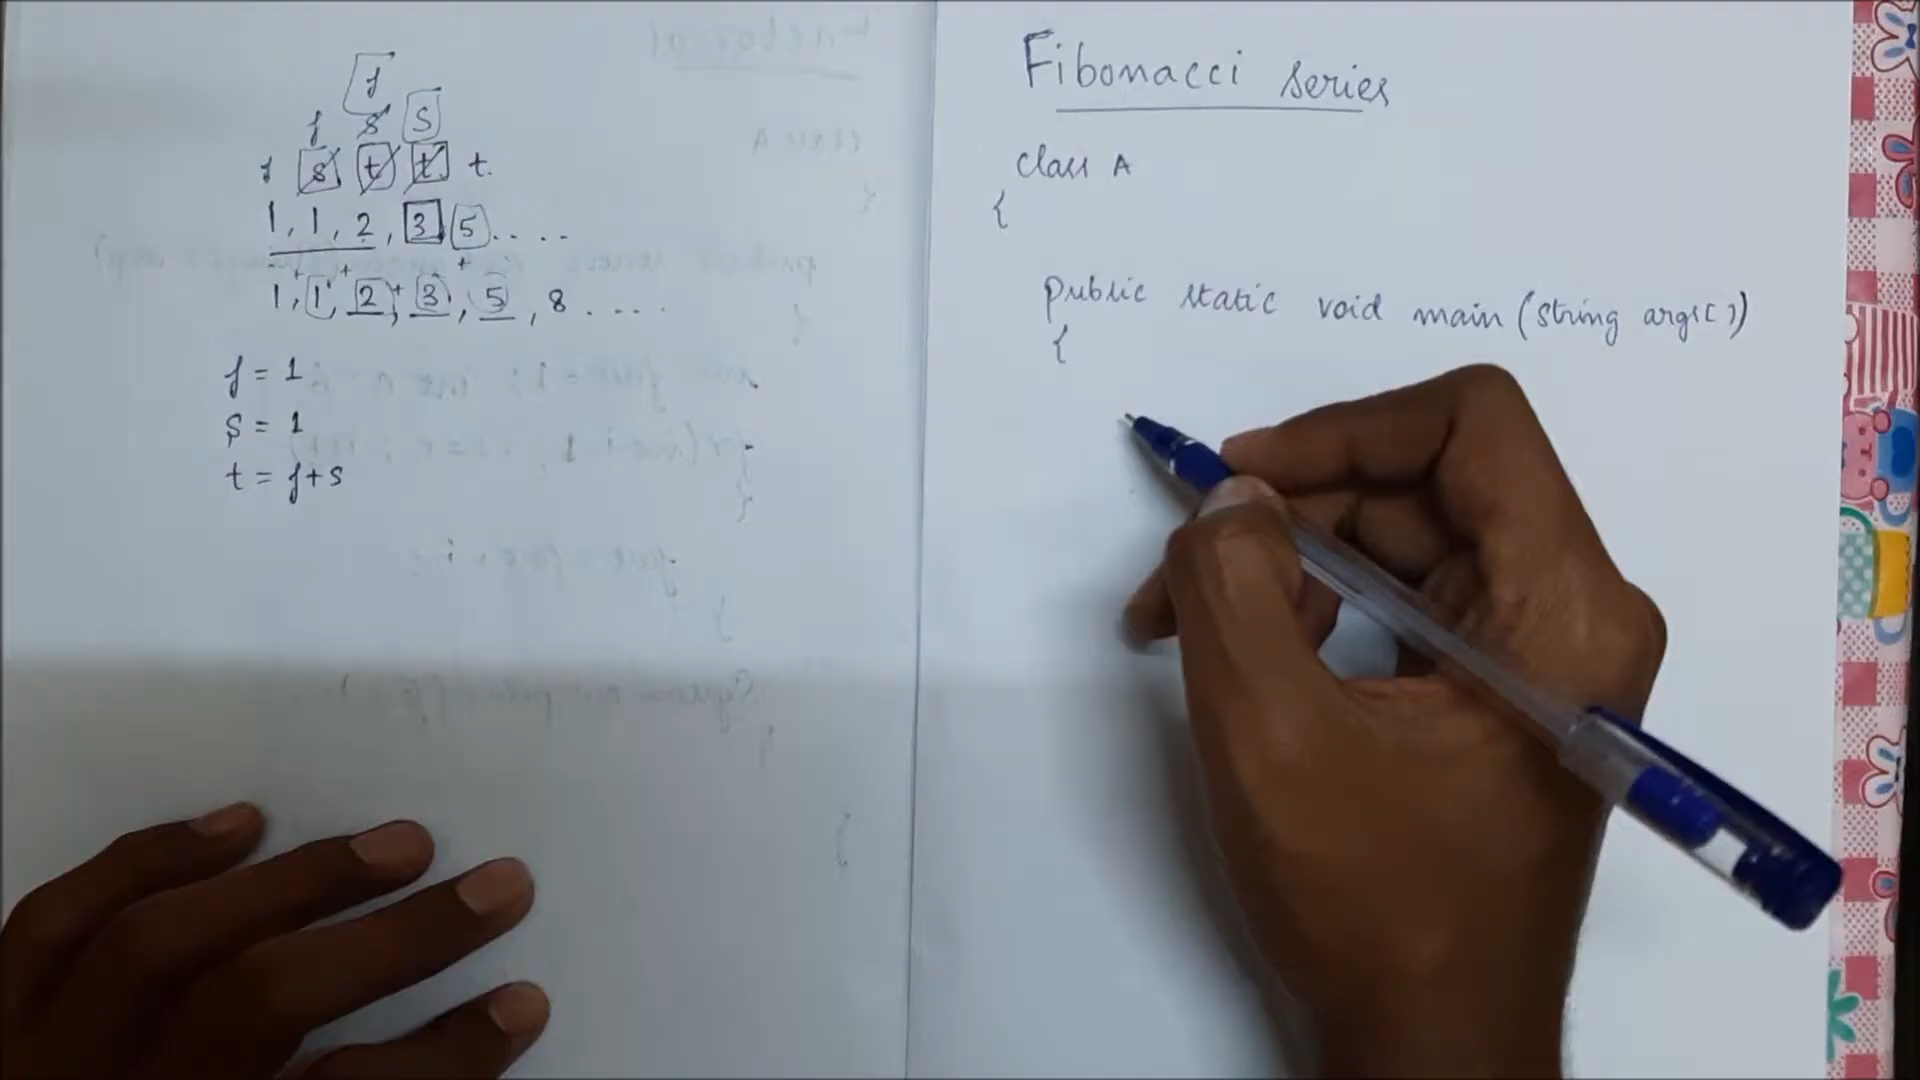 f
f s S
f s t t t.
1, 1, 2, 3 5 . . . .
+ + +
1, 1, 2, + 3, 5, 8 . . . .
f = 1
s = 1
t = f+s
Fibonacci series
class A
{
public static void main (string args[])
{